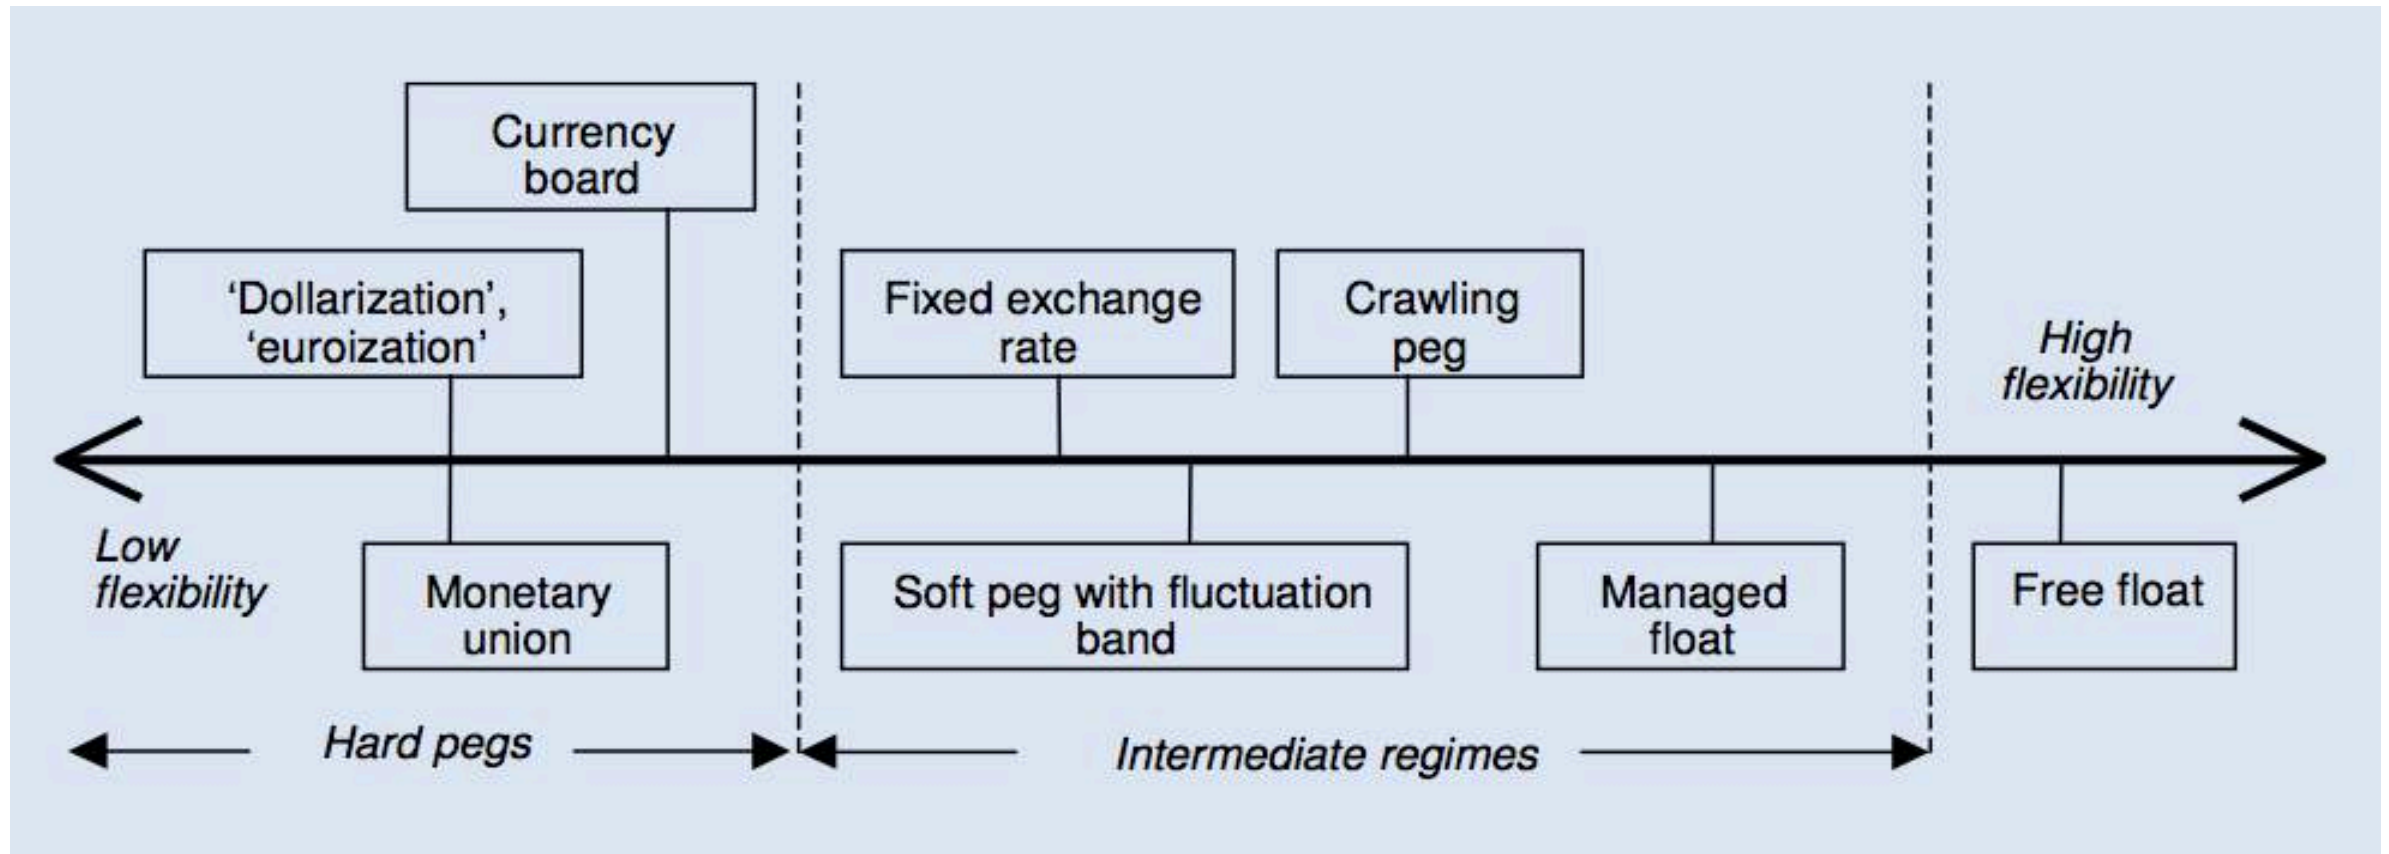 Currency
board
‘Dollarization’,
‘euroization’
Fixed exchange
rate
Crawling
peg
High
flexibility
Low
flexibility
Monetary
union
Soft peg with fluctuation
band
Managed
float
Free float
Hard pegs
Intermediate regimes